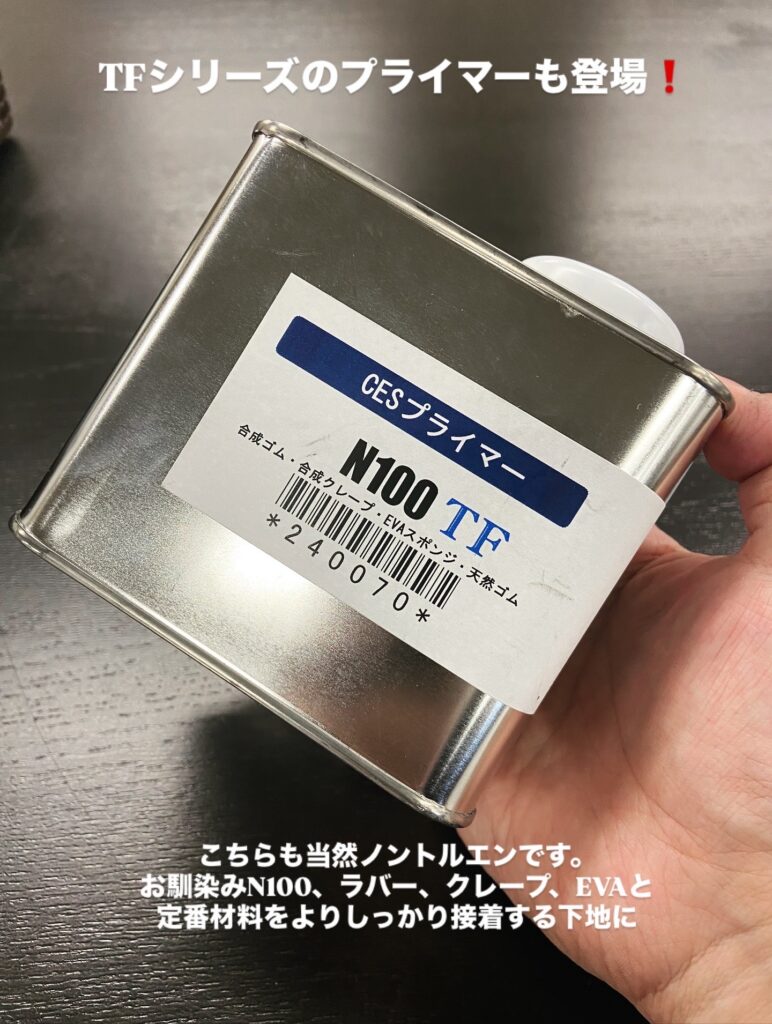 TFシリーズのプライマーも登場❗
CESプライマー
N100 TF
合成ゴム・合成クレープ・EVAスポンジ・天然ゴム
*240070*
こちらも当然ノントルエンです。
お馴染みN100、ラバー、クレープ、EVAと
定番材料をよりしっかり接着する下地に